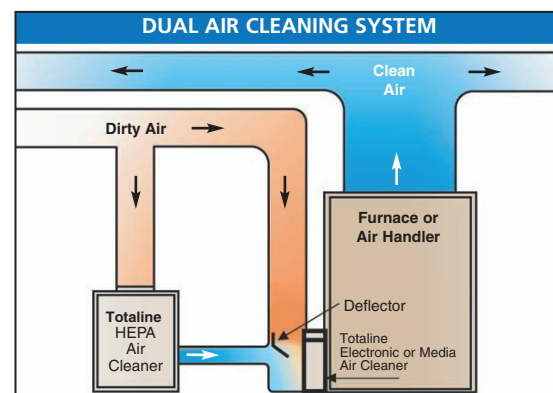 DUAL AIR CLEANING SYSTEM
Clean
Air
Dirty Air
Furnace or
Air Handler
Totaline
HEPA
Air
Cleaner
Deflector
Totaline
Electronic or Media
Air Cleaner